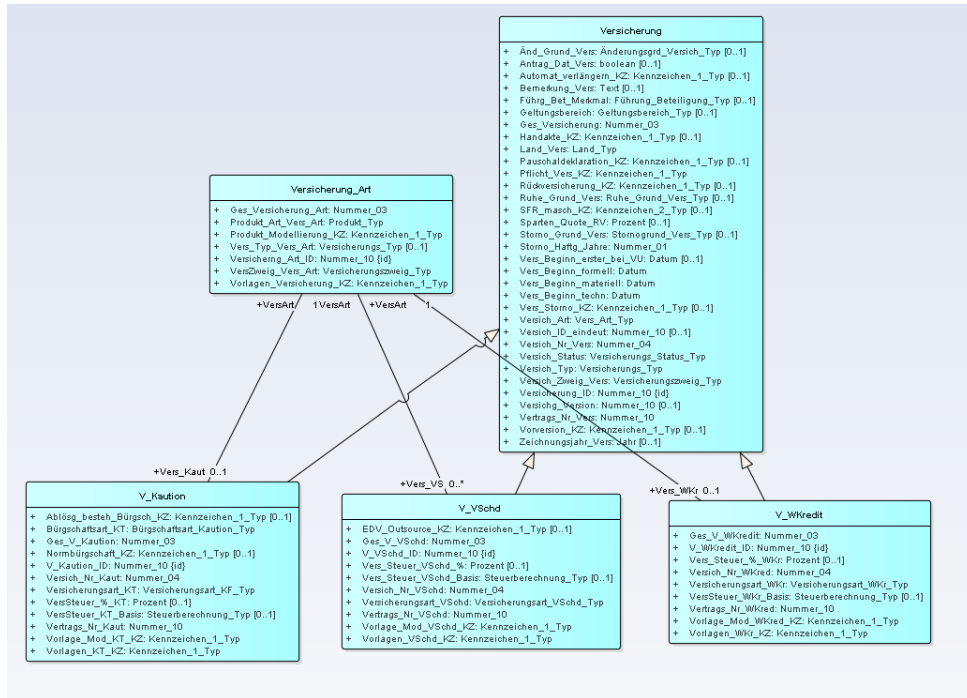 Versicherung
+ Änd_Grund_Vers: Änderungsgrd_Versich_Typ [0..1]
+ Antrag_Dat_Vers: boolean [0..1]
+ Automat_verlängern_KZ: Kennzeichen_1_Typ [0..1]
+ Bemerkung_Vers: Text [0..1]
+ Führg_Bet_Merkmal: Führung_Beteiligung_Typ [0..1]
+ Geltungsbereich: Geltungsbereich_Typ [0..1]
+ Ges_Versicherung: Nummer_03
+ Handakte_KZ: Kennzeichen_1_Typ [0..1]
+ Land_Vers: Land_Typ
+ Pauschaldeklaration_KZ: Kennzeichen_1_Typ [0..1]
+ Pflicht_Vers_KZ: Kennzeichen_1_Typ
+ Rückversicherung_KZ: Kennzeichen_1_Typ [0..1]
+ Ruhe_Grund_Vers: Ruhe_Grund_Vers_Typ [0..1]
+ SFR_masch_KZ: Kennzeichen_2_Typ [0..1]
+ Sparten_Quote_RV: Prozent [0..1]
+ Storno_Grund_Vers: Stornogrund_Vers_Typ [0..1]
+ Storno_Haftg_Jahre: Nummer_01
+ Vers_Beginn_erster_bei_VU: Datum [0..1]
+ Vers_Beginn_formell: Datum
+ Vers_Beginn_materiell: Datum
+ Vers_Beginn_techn: Datum
+ Vers_Storno_KZ: Kennzeichen_1_Typ [0..1]
+ Versich_Art: Vers_Art_Typ
+ Versich_ID_eindeut: Nummer_10 [0..1]
+ Versich_Nr_Vers: Nummer_04
+ Versich_Status: Versicherungs_Status_Typ
+ Versich_Typ: Versicherungs_Typ
+ Versich_Zweig_Vers: Versicherungszweig_Typ
+ Versicherung_ID: Nummer_10 {id}
+ Versichg_Version: Nummer_10 [0..1]
+ Vertrags_Nr_Vers: Nummer_10
+ Vorversion_KZ: Kennzeichen_1_Typ [0..1]
+ Zeichnungsjahr_Vers: Jahr [0..1]
Versicherung_Art
+ Ges_Versicherung_Art: Nummer_03
+ Produkt_Art_Vers_Art: Produkt_Typ
+ Produkt_Modellierung_KZ: Kennzeichen_1_Typ
+ Vers_Typ_Vers_Art: Versicherungs_Typ [0..1]
+ Versicherng_Art_ID: Nummer_10 {id}
+ VersZweig_Vers_Art: Versicherungszweig_Typ
+ Vorlagen_Versicherung_KZ: Kennzeichen_1_Typ
+VersArt 1 VersArt +VersArt 1
+Vers_Kaut 0..1
+Vers_VS 0..*
+Vers_WKr 0..1
V_Kaution
+ Ablösg_besteh_Bürgsch_KZ: Kennzeichen_1_Typ [0..1]
+ Bürgschaftsart_KT: Bürgschaftsart_Kaution_Typ
+ Ges_V_Kaution: Nummer_03
+ Normbürgschaft_KZ: Kennzeichen_1_Typ [0..1]
+ V_Kaution_ID: Nummer_10 {id}
+ Versich_Nr_Kaut: Nummer_04
+ Versicherungsart_KT: Versicherungsart_KF_Typ
+ VersSteuer_%_KT: Prozent [0..1]
+ VersSteuer_KT_Basis: Steuerberechnung_Typ [0..1]
+ Vertrags_Nr_Kaut: Nummer_10
+ Vorlage_Mod_KT_KZ: Kennzeichen_1_Typ
+ Vorlagen_KT_KZ: Kennzeichen_1_Typ
V_VSchd
+ EDV_Outsource_KZ: Kennzeichen_1_Typ [0..1]
+ Ges_V_VSchd: Nummer_03
+ V_VSchd_ID: Nummer_10 {id}
+ Vers_Steuer_VSchd_%: Prozent [0..1]
+ Vers_Steuer_VSchd_Basis: Steuerberechnung_Typ [0..1]
+ Versich_Nr_VSchd: Nummer_04
+ Versicherungsart_VSchd: Versicherungsart_VSchd_Typ
+ Vertrags_Nr_VSchd: Nummer_10
+ Vorlage_Mod_VSchd_KZ: Kennzeichen_1_Typ
+ Vorlagen_VSchd_KZ: Kennzeichen_1_Typ
V_WKredit
+ Ges_V_WKredit: Nummer_03
+ V_WKredit_ID: Nummer_10 {id}
+ Vers_Steuer_%_WKr: Prozent [0..1]
+ Versich_Nr_WKred: Nummer_04
+ Versicherungsart_WKr: Versicherungsart_WKr_Typ
+ VersSteuer_WKr_Basis: Steuerberechnung_Typ [0..1]
+ Vertrags_Nr_WKred: Nummer_10
+ Vorlage_Mod_WKred_KZ: Kennzeichen_1_Typ
+ Vorlagen_WKr_KZ: Kennzeichen_1_Typ